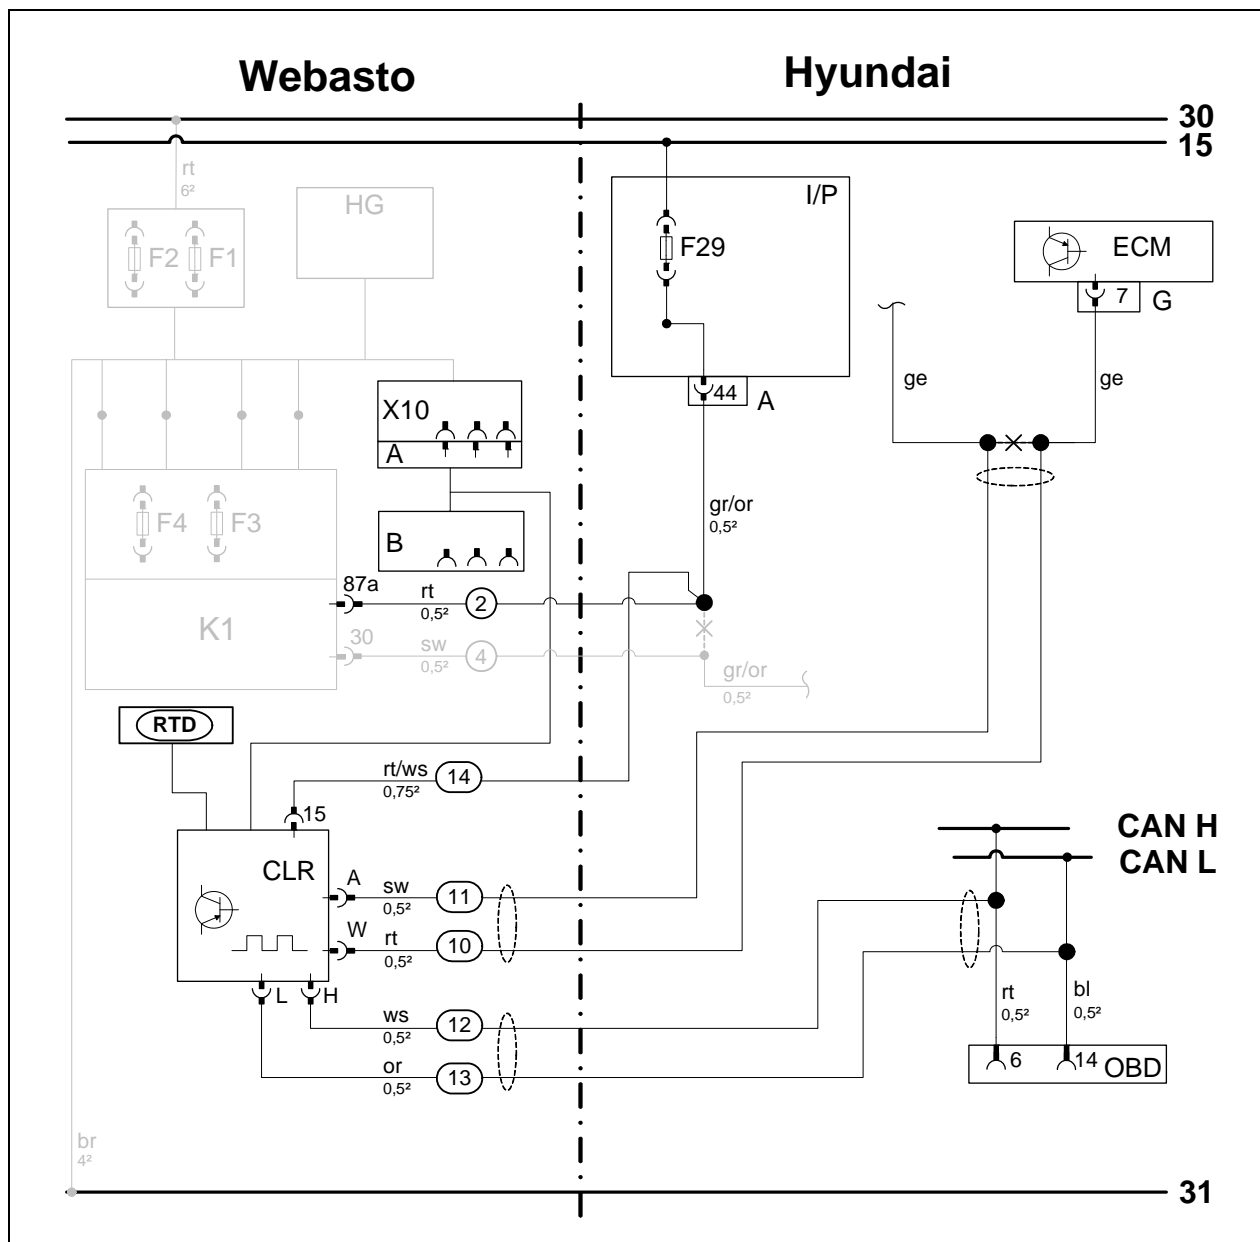 Webasto
Hyundai
30
15
rt
6²
HG
I/P
F2
F1
F29
ECM
7
G
ge
ge
44
A
X10
A
gr/or
0,5²
F4
F3
B
87a
rt
0,5²
2
K1
30
sw
0,5²
4
gr/or
0,5²
RTD
rt/ws
0,75²
14
15
CAN H
CAN L
CLR
A
sw
0,5²
11
W
rt
0,5²
10
L
H
rt
0,5²
bl
0,5²
ws
0,5²
12
or
0,5²
13
6
14
OBD
br
4²
31